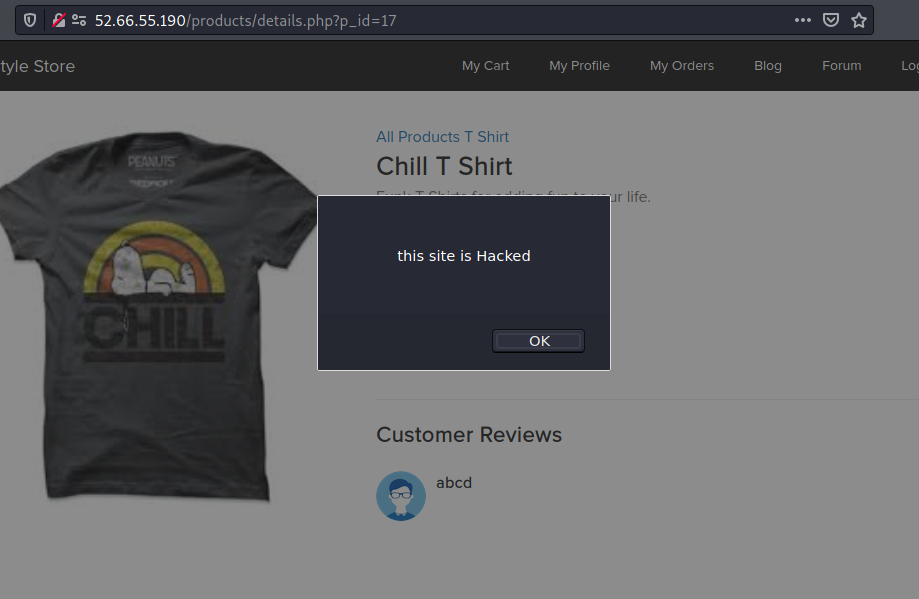 52.66.55.190/products/details.php?p_id=17
tyle Store My Cart My Profile My Orders Blog Forum Log
All Products T Shirt
Chill T Shirt
Funk T Shirts for adding fun to your life.
PEANUTS
this site is Hacked
CHILL
OK
Customer Reviews
abcd